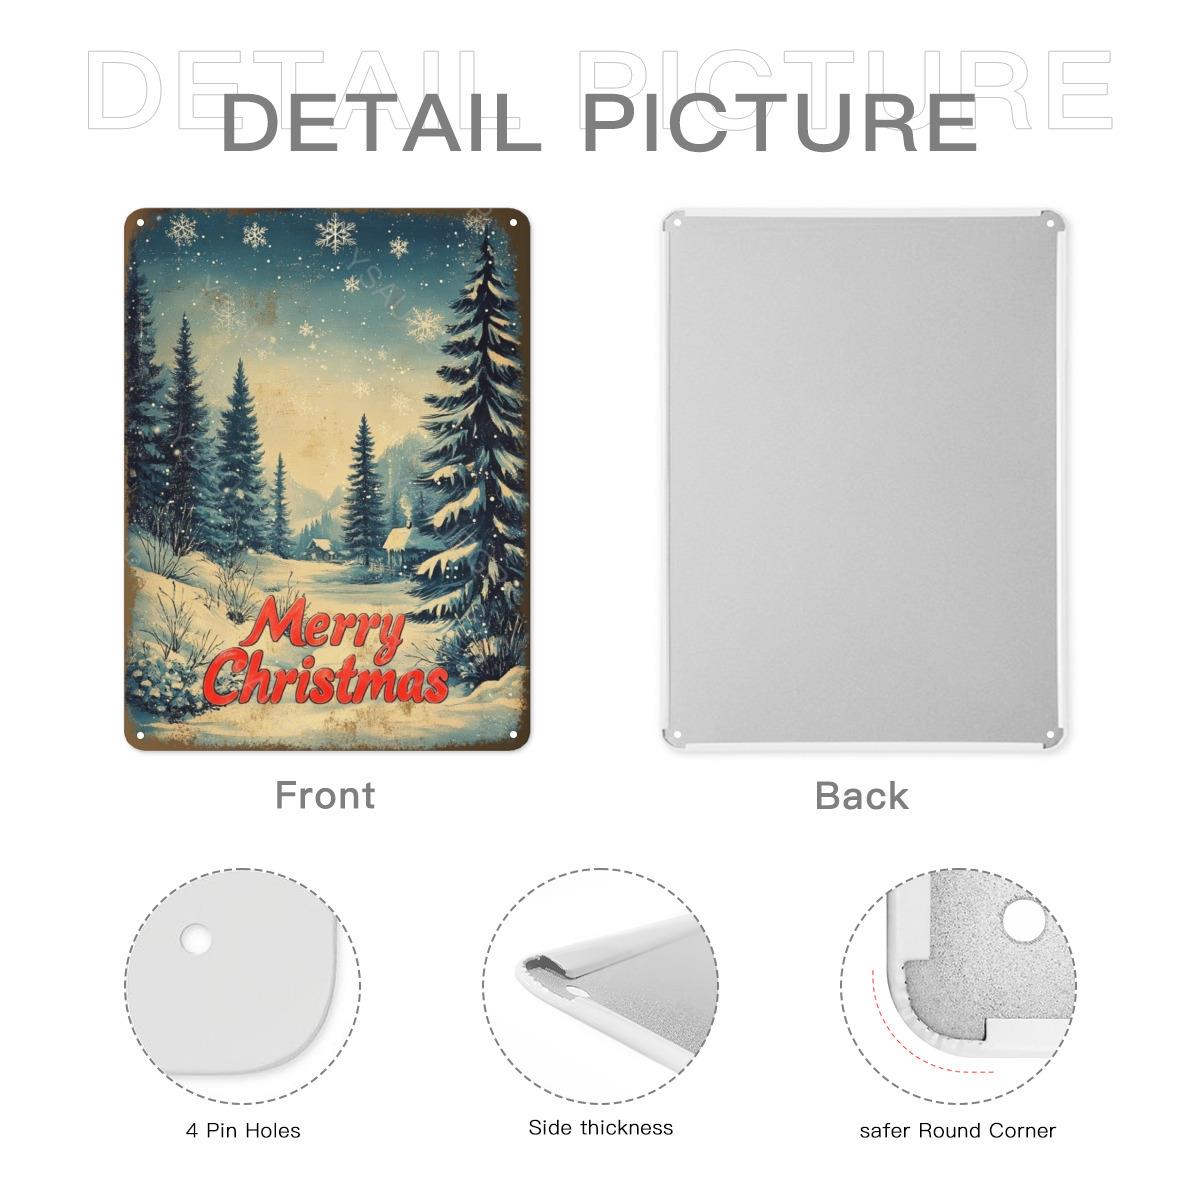 DETAIL PICTURE
DETAIL PICTURE
Merry
Christmas
Front
Back
4 Pin Holes
Side thickness
safer Round Corner